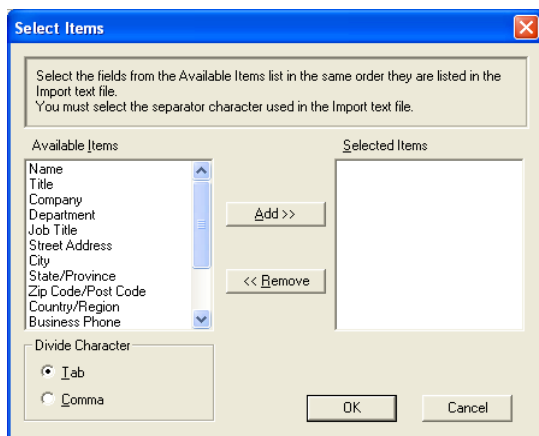 Select Items
Select the fields from the Available Items list in the same order they are listed in the
Import text file.
You must select the separator character used in the Import text file.
Available Items
Selected Items
Name
Title
Company
Department
Job Title
Street Address
City
State/Province
Zip Code/Post Code
Country/Region
Business Phone
Add >>
<< Remove
Divide Character
Tab
Comma
OK
Cancel